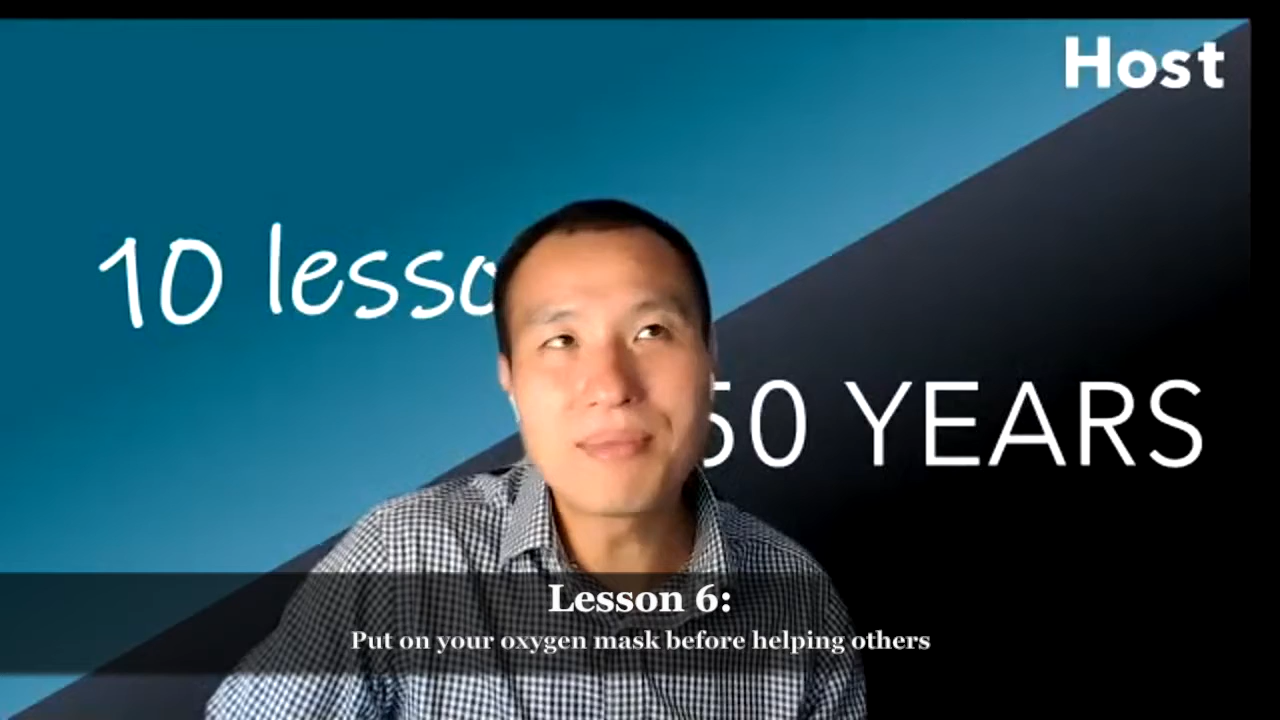 Host
10 lesso
50 YEARS
Lesson 6:
Put on your oxygen mask before helping others